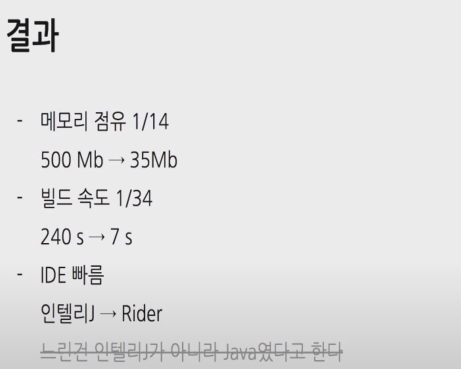 결과
- 메모리 점유 1/14
500 Mb → 35Mb
- 빌드 속도 1/34
240 s → 7 s
- IDE 빠름
인텔리J → Rider
느린건 인텔리J가 아니라 Java였다고 한다